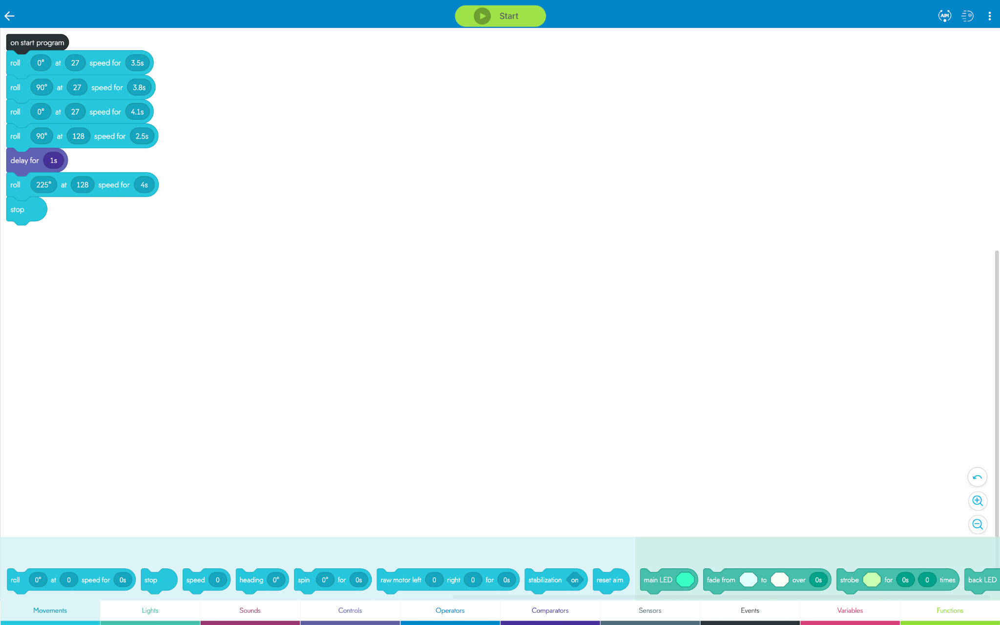 Start
AIM
on start program
roll 0° at 27 speed for 3.5s
roll 90° at 27 speed for 3.8s
roll 0° at 27 speed for 4.1s
roll 90° at 128 speed for 2.5s
delay for 1s
roll 225° at 128 speed for 4s
stop
roll 0° at 0 speed for 0s stop speed 0 heading 0° spin 0° for 0s raw motor left 0 right 0 for 0s stabilization on reset aim main LED fade from to over 0s strobe for 0s 0 times back LED
Movements Lights Sounds Controls Operators Comparators Sensors Events Variables Functions